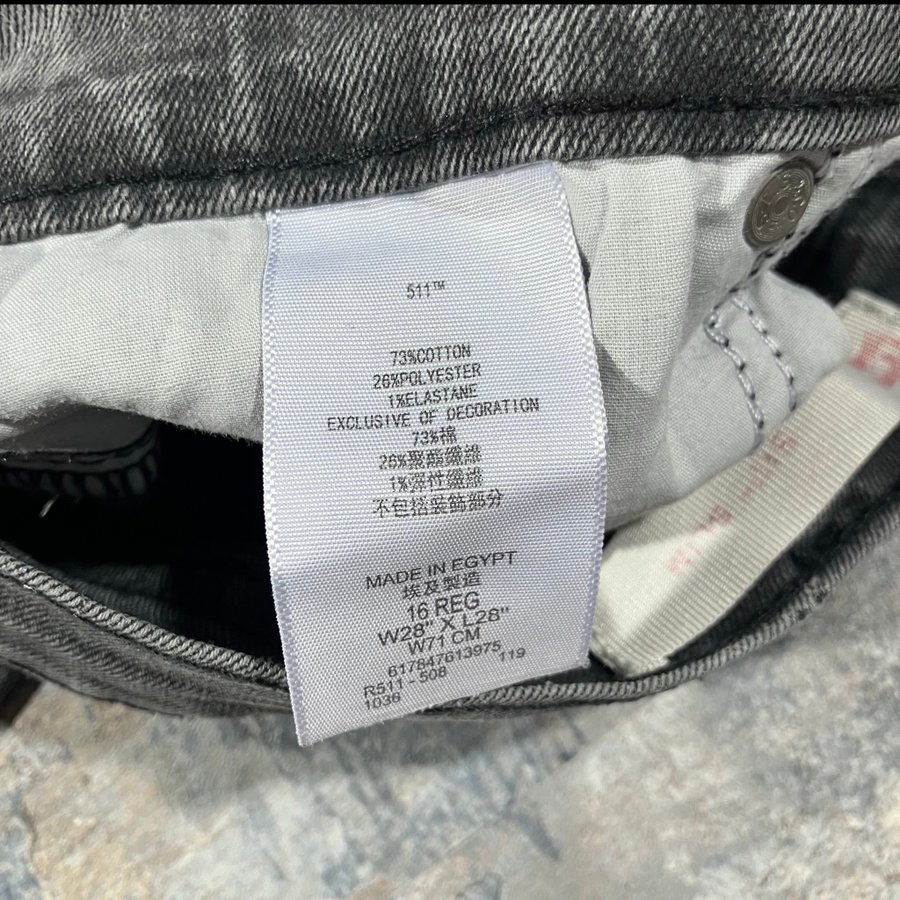 511™
73%COTTON
26%POLYESTER
1%ELASTANE
EXCLUSIVE OF DECORATION
73%棉
26%聚酯纖維
1%彈性纖維
不包括裝飾部分
MADE IN EGYPT
埃及製造
16 REG
W28" X L28"
W71 CM
617847613975
R511 - 508 119
1036